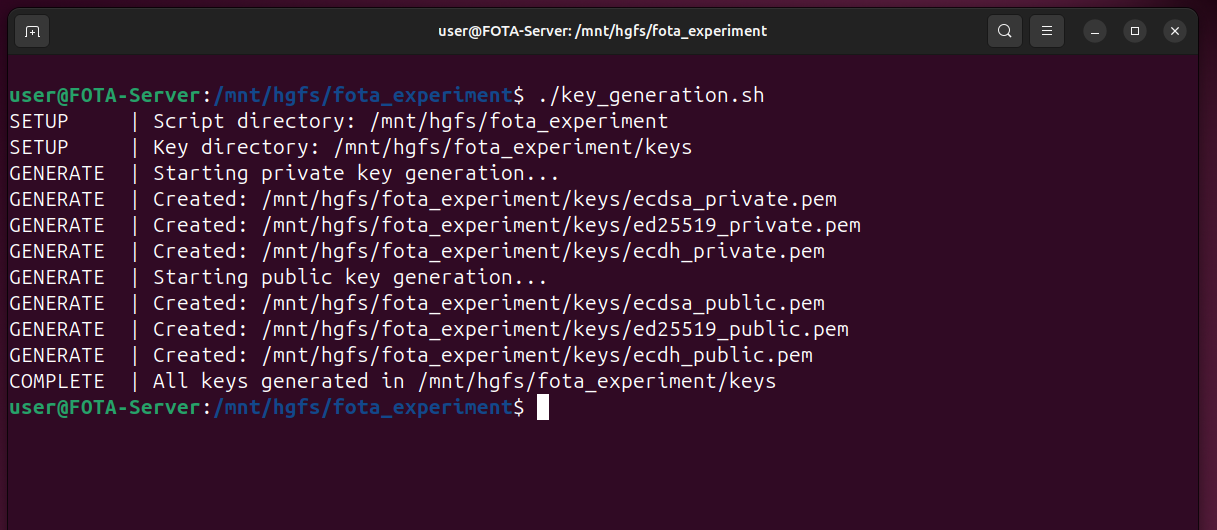 user@FOTA-Server: /mnt/hgfs/fota_experiment
user@FOTA-Server:/mnt/hgfs/fota_experiment$ ./key_generation.sh
SETUP     | Script directory: /mnt/hgfs/fota_experiment
SETUP     | Key directory: /mnt/hgfs/fota_experiment/keys
GENERATE  | Starting private key generation...
GENERATE  | Created: /mnt/hgfs/fota_experiment/keys/ecdsa_private.pem
GENERATE  | Created: /mnt/hgfs/fota_experiment/keys/ed25519_private.pem
GENERATE  | Created: /mnt/hgfs/fota_experiment/keys/ecdh_private.pem
GENERATE  | Starting public key generation...
GENERATE  | Created: /mnt/hgfs/fota_experiment/keys/ecdsa_public.pem
GENERATE  | Created: /mnt/hgfs/fota_experiment/keys/ed25519_public.pem
GENERATE  | Created: /mnt/hgfs/fota_experiment/keys/ecdh_public.pem
COMPLETE  | All keys generated in /mnt/hgfs/fota_experiment/keys
user@FOTA-Server:/mnt/hgfs/fota_experiment$